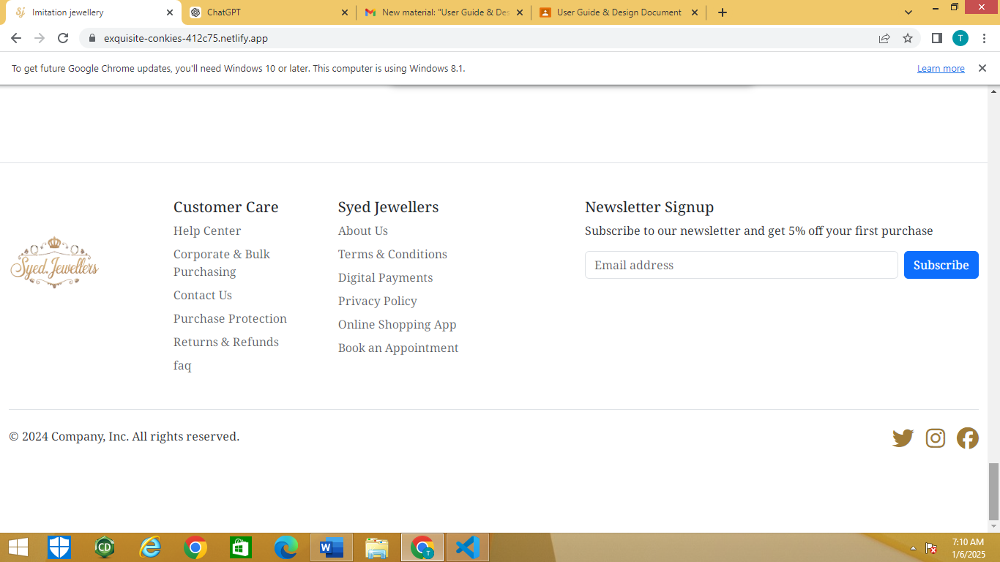 Imitation jewellery
ChatGPT
New material: "User Guide & Des
User Guide & Design Document
exquisite-conkies-412c75.netlify.app
T
To get future Google Chrome updates, you'll need Windows 10 or later. This computer is using Windows 8.1.
Learn more
Syed.Jewellers
Customer Care
Help Center
Corporate & Bulk
Purchasing
Contact Us
Purchase Protection
Returns & Refunds
faq
Syed Jewellers
About Us
Terms & Conditions
Digital Payments
Privacy Policy
Online Shopping App
Book an Appointment
Newsletter Signup
Subscribe to our newsletter and get 5% off your first purchase
Email address
Subscribe
© 2024 Company, Inc. All rights reserved.
CD
7:10 AM
1/6/2025